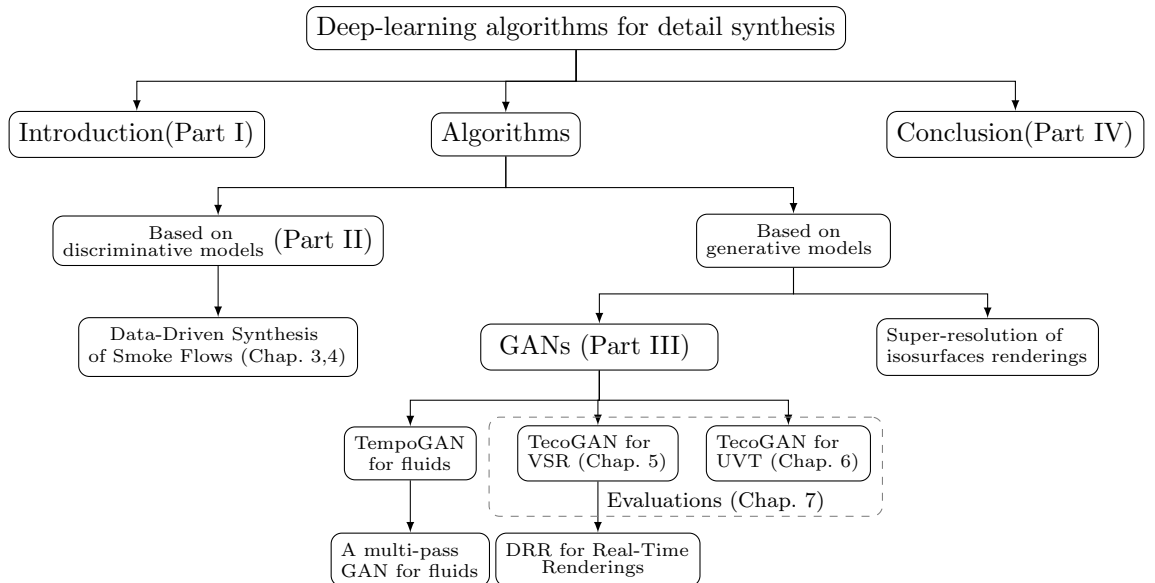 Deep-learning algorithms for detail synthesis
Introduction(Part I)
Algorithms
Conclusion(Part IV)
Based on
discriminative models (Part II)
Based on
generative models
Data-Driven Synthesis
of Smoke Flows (Chap. 3,4)
GANs (Part III)
Super-resolution of
isosurfaces renderings
TempoGAN
for fluids
TecoGAN for
VSR (Chap. 5)
TecoGAN for
UVT (Chap. 6)
Evaluations (Chap. 7)
A multi-pass
GAN for fluids
DRR for Real-Time
Renderings